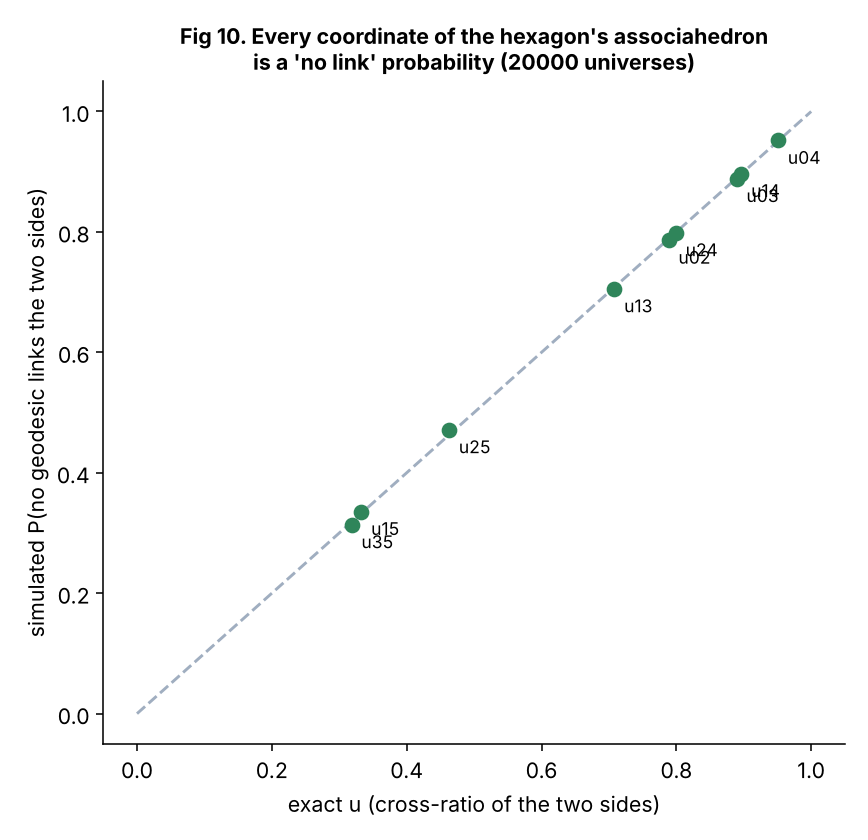 Fig 10. Every coordinate of the hexagon's associahedron
is a 'no link' probability (20000 universes)
simulated P(no geodesic links the two sides)
1.0
0.8
0.6
0.4
0.2
0.0
u04
u14
u03
u24
u02
u13
u25
u15
u35
0.0
0.2
0.4
0.6
0.8
1.0
exact u (cross-ratio of the two sides)